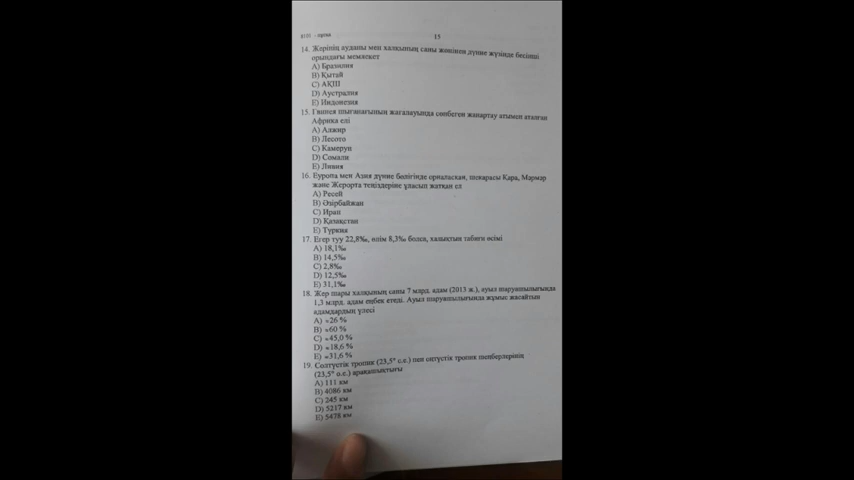 8101 - нұсқа
15
14. Жерінің ауданы мен халқының саны жөнінен дүние жүзінде бесінші
орындағы мемлекет
A) Бразилия
B) Қытай
C) АҚШ
D) Аустралия
E) Индонезия
15. Гвинея шығанағының жағалауында сөнбеген жанартау атымен аталған
Африка елі
A) Алжир
B) Лесото
C) Камерун
D) Сомали
E) Ливия
16. Еуропа мен Азия дүние бөлігінде орналасқан, шекарасы Қара, Мәрмәр
және Жерорта теңіздеріне ұласып жатқан ел
A) Ресей
B) Әзірбайжан
C) Иран
D) Қазақстан
E) Туркия
17. Егер туу 22,8‰, өлім 8,3‰ болса, халықтың табиғи өсімі
A) 18,1‰
B) 14,5‰
C) 2,8‰
D) 12,5‰
E) 31,1‰
18. Жер шары халқының саны 7 млрд. адам (2013 ж.), ауыл шаруашылығында
1,3 млрд. адам еңбек етеді. Ауыл шаруашылығында жұмыс жасайтын
адамдардың үлесі
A) ≈26 %
B) ≈60 %
C) ≈45,0 %
D) ≈18,6 %
E) ≈31,6 %
19. Солтүстік тропик (23,5° с.е.) пен оңтүстік тропик шеңберлерінің
(23,5° о.е.) арақашықтығы
A) 111 км
B) 4086 км
C) 245 км
D) 5217 км
E) 5478 км